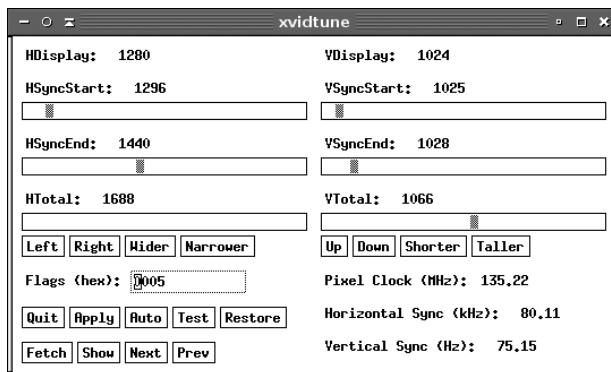 xvidtune
HDisplay: 1280
VDisplay: 1024
HSyncStart: 1296
VSyncStart: 1025
HSyncEnd: 1440
VSyncEnd: 1028
HTotal: 1688
VTotal: 1066
Left Right Wider Narrower
Up Down Shorter Taller
Flags (hex): 0005
Pixel Clock (MHz): 135.22
Quit Apply Auto Test Restore
Horizontal Sync (kHz): 80.11
Fetch Show Next Prev
Vertical Sync (Hz): 75.15